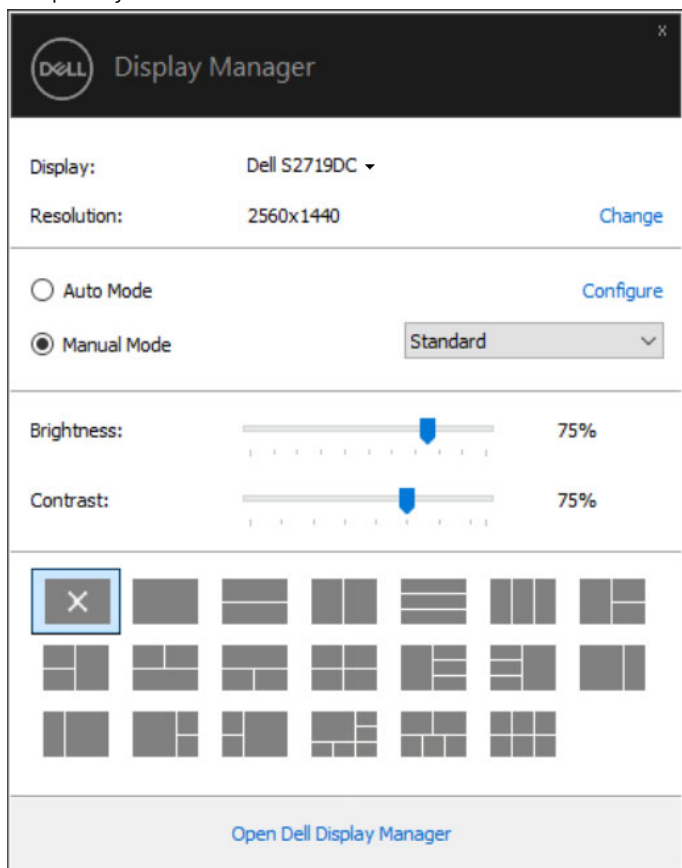 x
DELL Display Manager
Display: Dell S2719DC
Resolution: 2560x1440 Change
Auto Mode Configure
Manual Mode Standard
Brightness: 75%
Contrast: 75%
Open Dell Display Manager